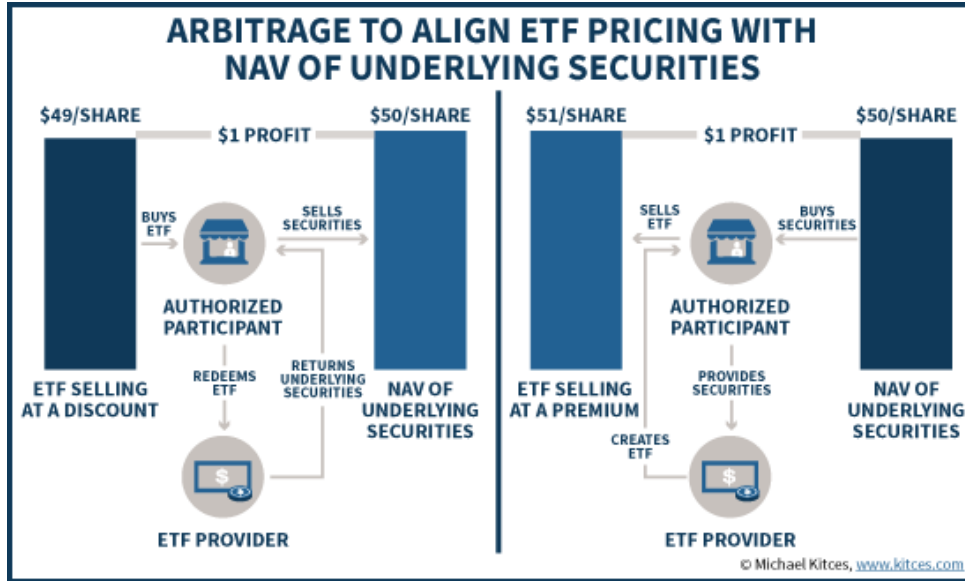 ARBITRAGE TO ALIGN ETF PRICING WITH
NAV OF UNDERLYING SECURITIES
$49/SHARE
$50/SHARE
$1 PROFIT
BUYS
ETF
SELLS
SECURITIES
AUTHORIZED
PARTICIPANT
REDEEMS
ETF
RETURNS
UNDERLYING
SECURITIES
ETF SELLING
AT A DISCOUNT
NAV OF
UNDERLYING
SECURITIES
$
ETF PROVIDER
$51/SHARE
$50/SHARE
$1 PROFIT
SELLS
ETF
BUYS
SECURITIES
AUTHORIZED
PARTICIPANT
PROVIDES
SECURITIES
ETF SELLING
AT A PREMIUM
NAV OF
UNDERLYING
SECURITIES
CREATES
ETF
$
ETF PROVIDER
© Michael Kitces, www.kitces.com